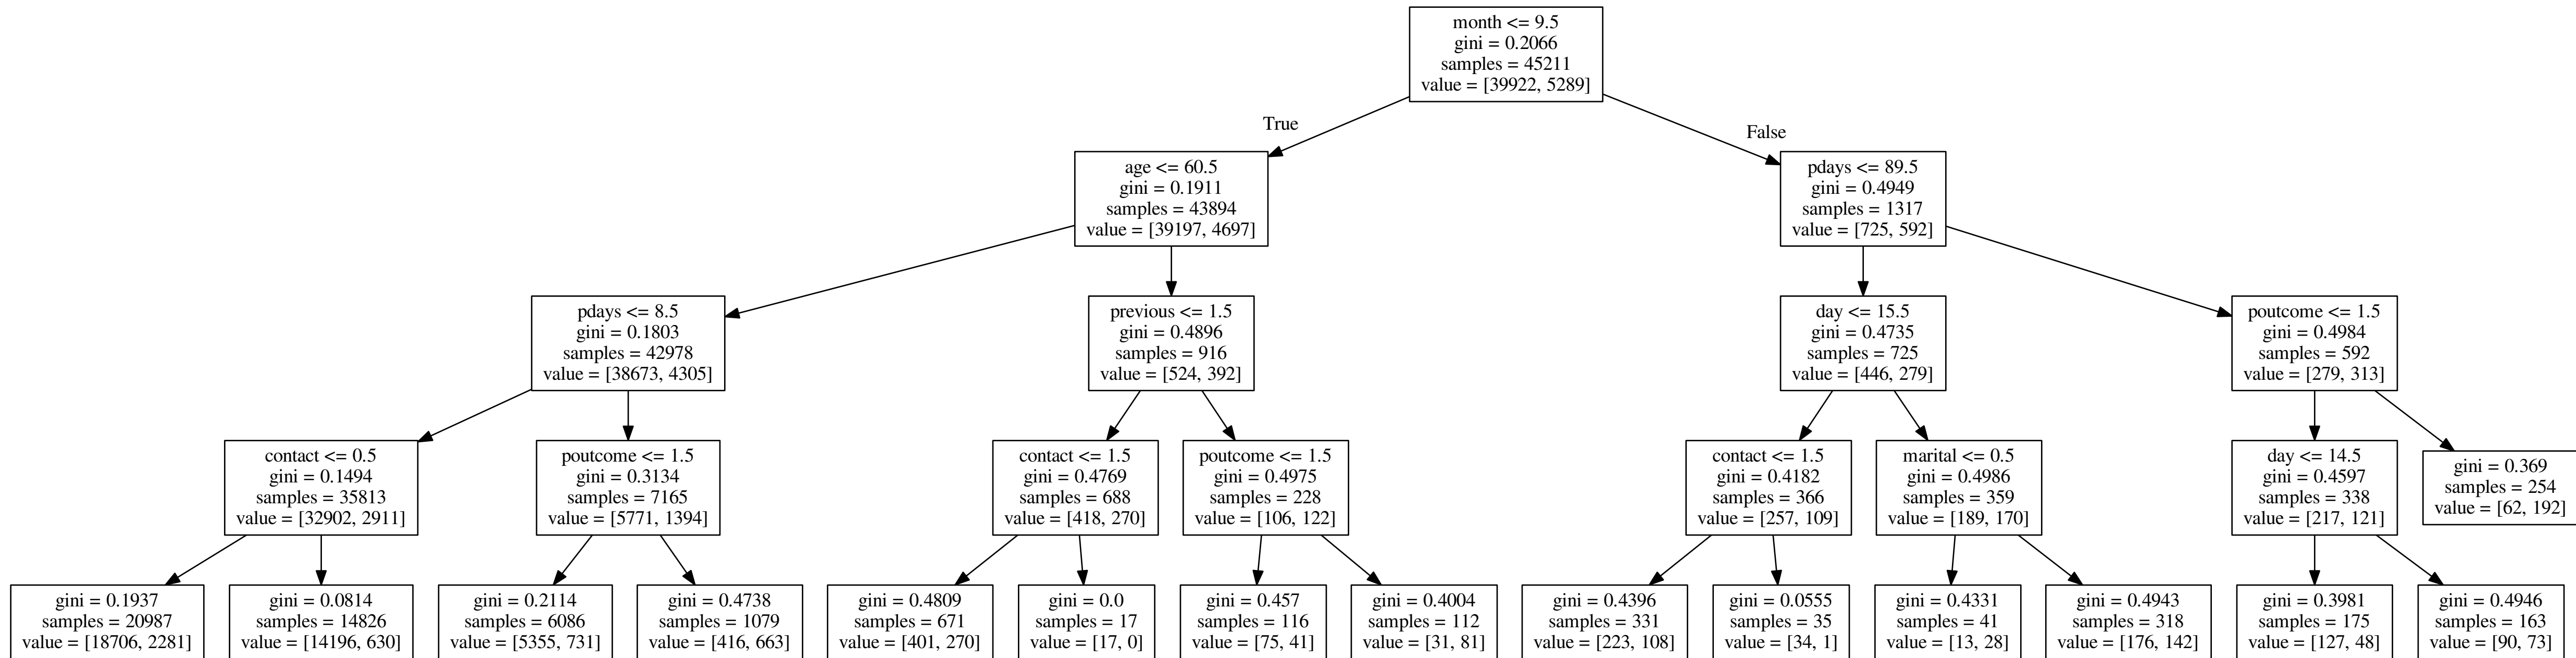 month <= 9.5
gini = 0.2066
samples = 45211
value = [39922, 5289]
True
False
age <= 60.5
gini = 0.1911
samples = 43894
value = [39197, 4697]
pdays <= 89.5
gini = 0.4949
samples = 1317
value = [725, 592]
pdays <= 8.5
gini = 0.1803
samples = 42978
value = [38673, 4305]
previous <= 1.5
gini = 0.4896
samples = 916
value = [524, 392]
day <= 15.5
gini = 0.4735
samples = 725
value = [446, 279]
poutcome <= 1.5
gini = 0.4984
samples = 592
value = [279, 313]
contact <= 0.5
gini = 0.1494
samples = 35813
value = [32902, 2911]
poutcome <= 1.5
gini = 0.3134
samples = 7165
value = [5771, 1394]
contact <= 1.5
gini = 0.4769
samples = 688
value = [418, 270]
poutcome <= 1.5
gini = 0.4975
samples = 228
value = [106, 122]
contact <= 1.5
gini = 0.4182
samples = 366
value = [257, 109]
marital <= 0.5
gini = 0.4986
samples = 359
value = [189, 170]
day <= 14.5
gini = 0.4597
samples = 338
value = [217, 121]
gini = 0.369
samples = 254
value = [62, 192]
gini = 0.1937
samples = 20987
value = [18706, 2281]
gini = 0.0814
samples = 14826
value = [14196, 630]
gini = 0.2114
samples = 6086
value = [5355, 731]
gini = 0.4738
samples = 1079
value = [416, 663]
gini = 0.4809
samples = 671
value = [401, 270]
gini = 0.0
samples = 17
value = [17, 0]
gini = 0.457
samples = 116
value = [75, 41]
gini = 0.4004
samples = 112
value = [31, 81]
gini = 0.4396
samples = 331
value = [223, 108]
gini = 0.0555
samples = 35
value = [34, 1]
gini = 0.4331
samples = 41
value = [13, 28]
gini = 0.4943
samples = 318
value = [176, 142]
gini = 0.3981
samples = 175
value = [127, 48]
gini = 0.4946
samples = 163
value = [90, 73]